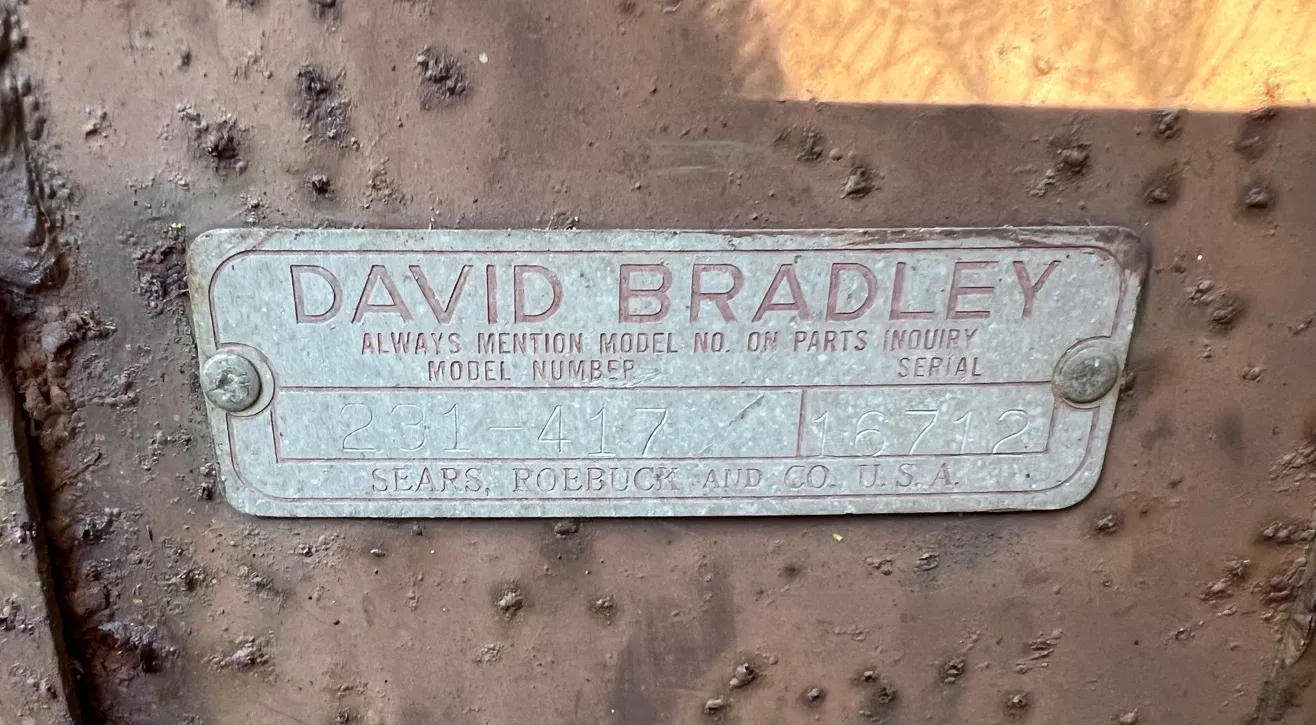 DAVID BRADLEY
ALWAYS MENTION MODEL NO. ON PARTS INQUIRY
MODEL NUMBER SERIAL
231-417 16712
SEARS, ROEBUCK AND CO. U.S.A.